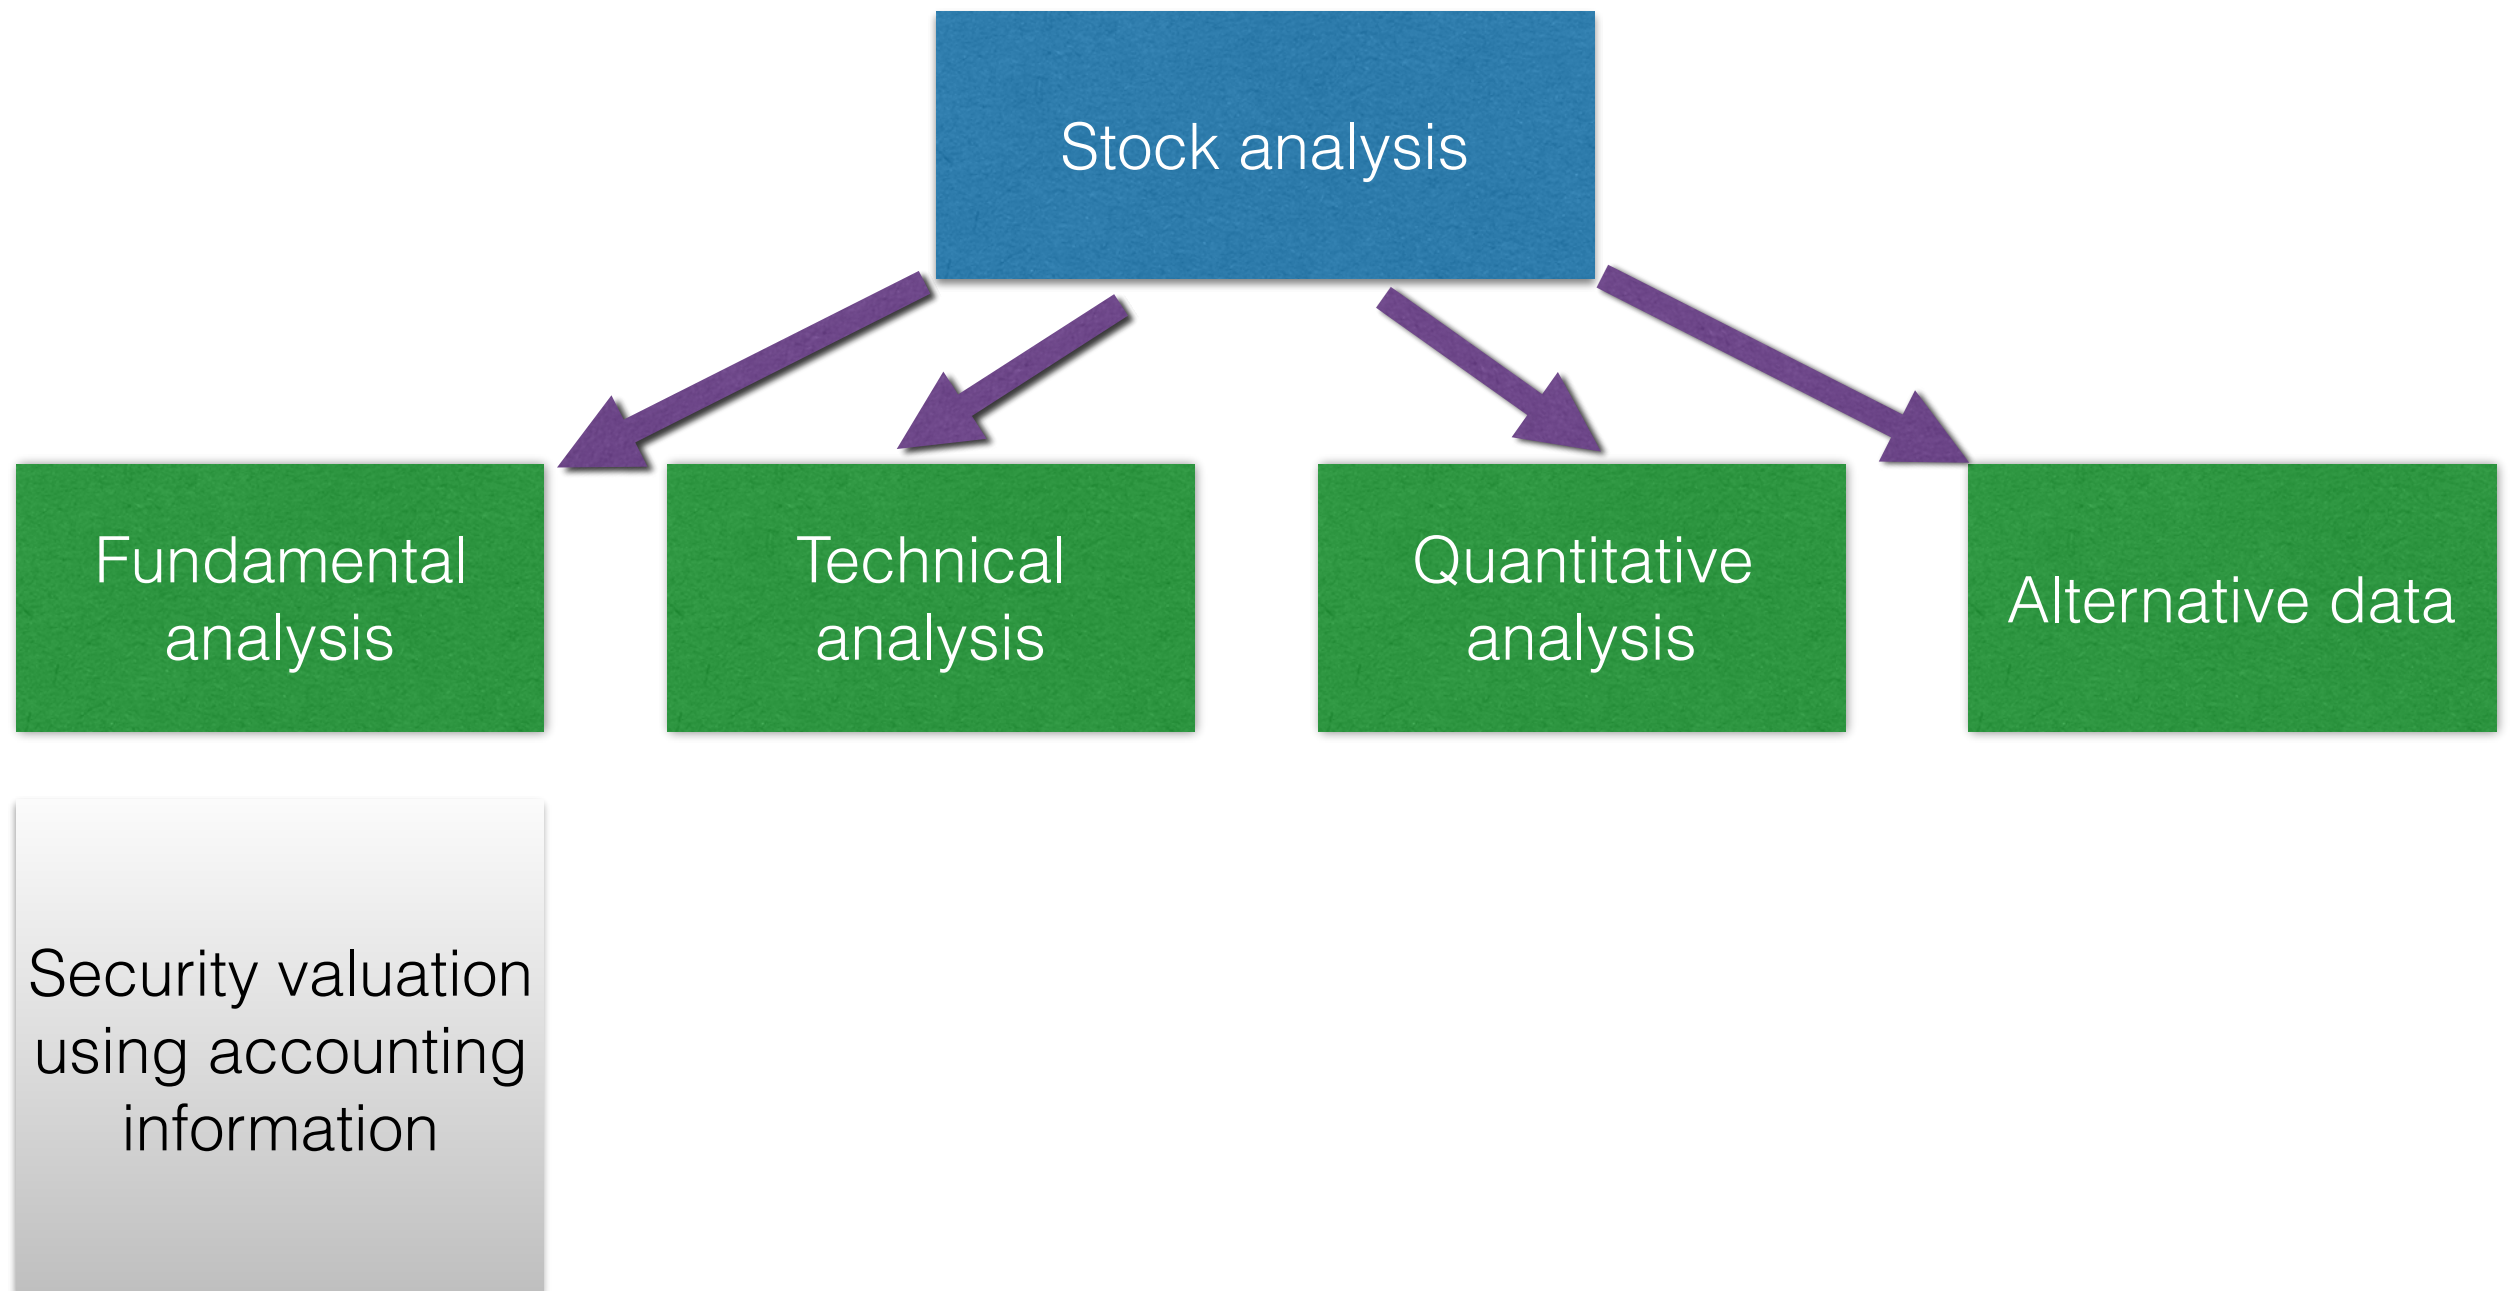 Stock analysis
Fundamental
analysis
Technical
analysis
Quantitative
analysis
Alternative data
Security valuation
using accounting
information